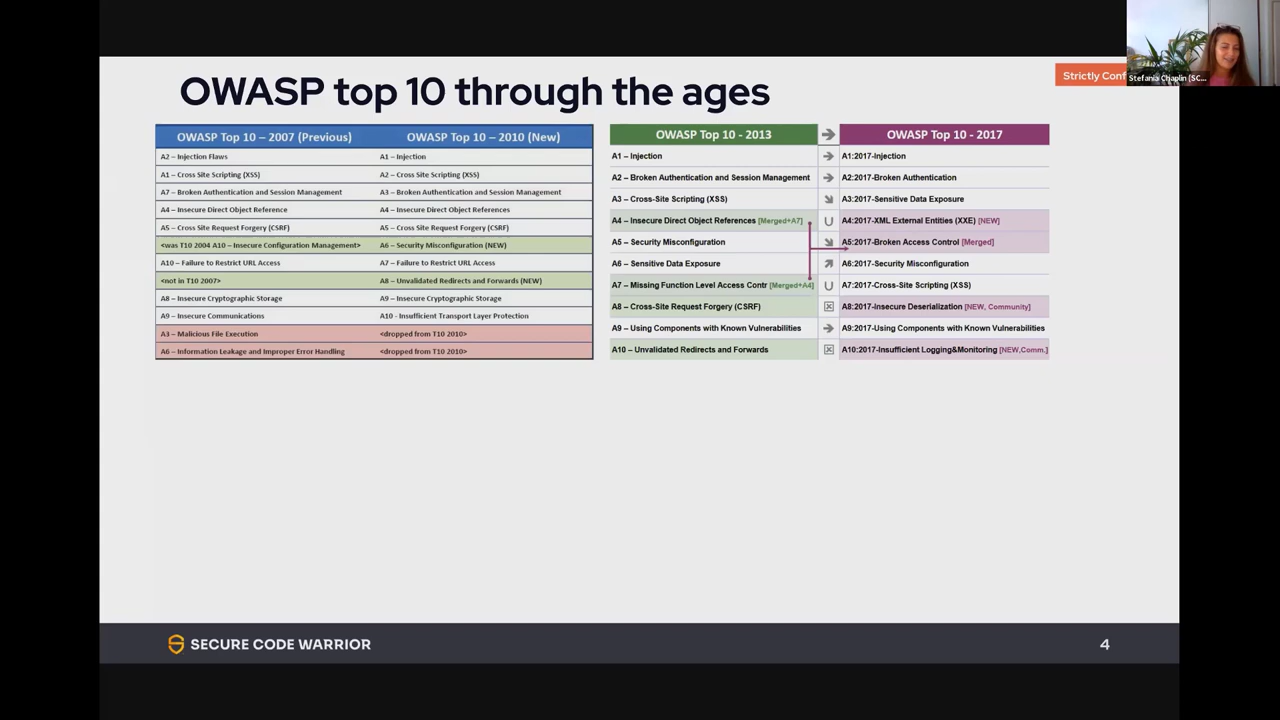 OWASP top 10 through the ages
Strictly Conf
Stefania Chaplin (SC...
OWASP Top 10 – 2007 (Previous) OWASP Top 10 – 2010 (New)
A2 – Injection Flaws A1 – Injection
A1 – Cross Site Scripting (XSS) A2 – Cross Site Scripting (XSS)
A7 – Broken Authentication and Session Management A3 – Broken Authentication and Session Management
A4 – Insecure Direct Object Reference A4 – Insecure Direct Object References
A5 – Cross Site Request Forgery (CSRF) A5 – Cross Site Request Forgery (CSRF)
<was T10 2004 A10 – Insecure Configuration Management> A6 – Security Misconfiguration (NEW)
A10 – Failure to Restrict URL Access A7 – Failure to Restrict URL Access
<not in T10 2007> A8 – Unvalidated Redirects and Forwards (NEW)
A8 – Insecure Cryptographic Storage A9 – Insecure Cryptographic Storage
A9 – Insecure Communications A10 - Insufficient Transport Layer Protection
A3 – Malicious File Execution <dropped from T10 2010>
A6 – Information Leakage and Improper Error Handling <dropped from T10 2010>
OWASP Top 10 - 2013 OWASP Top 10 - 2017
A1 – Injection A1:2017-Injection
A2 – Broken Authentication and Session Management A2:2017-Broken Authentication
A3 – Cross-Site Scripting (XSS) A3:2017-Sensitive Data Exposure
A4 – Insecure Direct Object References [Merged+A7] A4:2017-XML External Entities (XXE) [NEW]
A5 – Security Misconfiguration A5:2017-Broken Access Control [Merged]
A6 – Sensitive Data Exposure A6:2017-Security Misconfiguration
A7 – Missing Function Level Access Contr [Merged+A4] A7:2017-Cross-Site Scripting (XSS)
A8 – Cross-Site Request Forgery (CSRF) A8:2017-Insecure Deserialization [NEW, Community]
A9 – Using Components with Known Vulnerabilities A9:2017-Using Components with Known Vulnerabilities
A10 – Unvalidated Redirects and Forwards A10:2017-Insufficient Logging&Monitoring [NEW,Comm.]
SECURE CODE WARRIOR
4